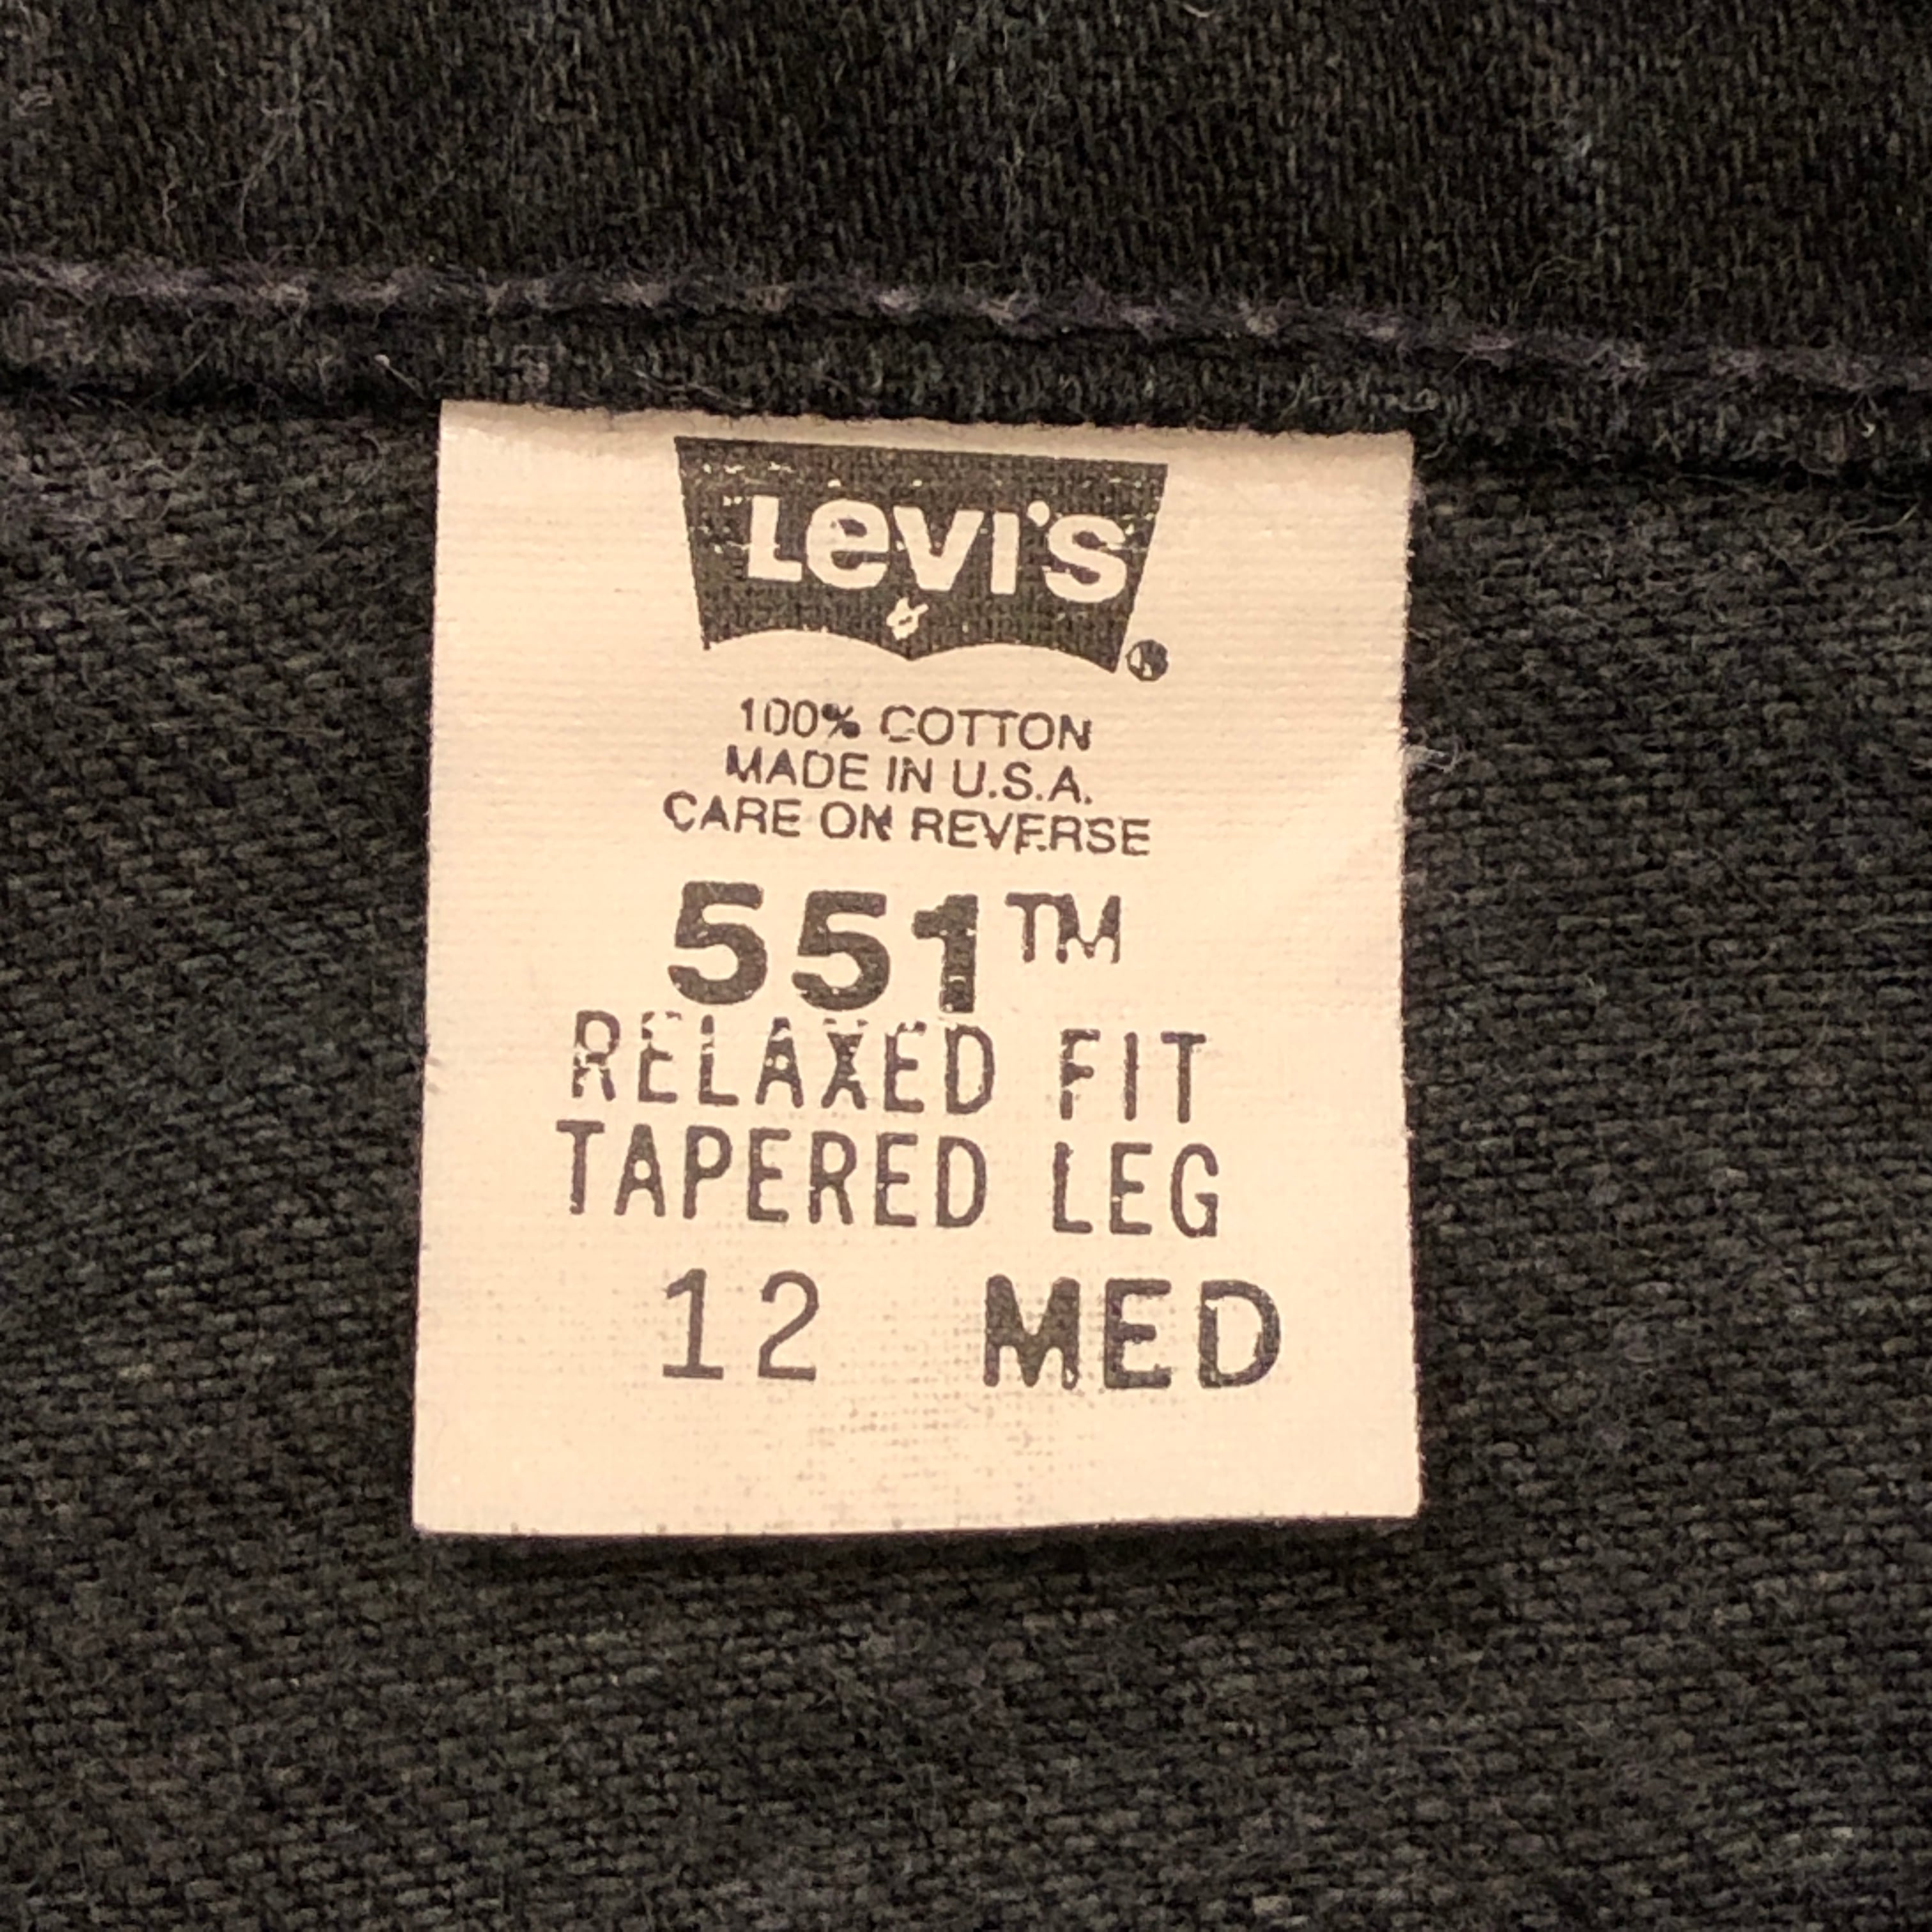 LEVI'S
®
100% COTTON
MADE IN U.S.A.
CARE ON REVERSE
551™
RELAXED FIT
TAPERED LEG
12 MED